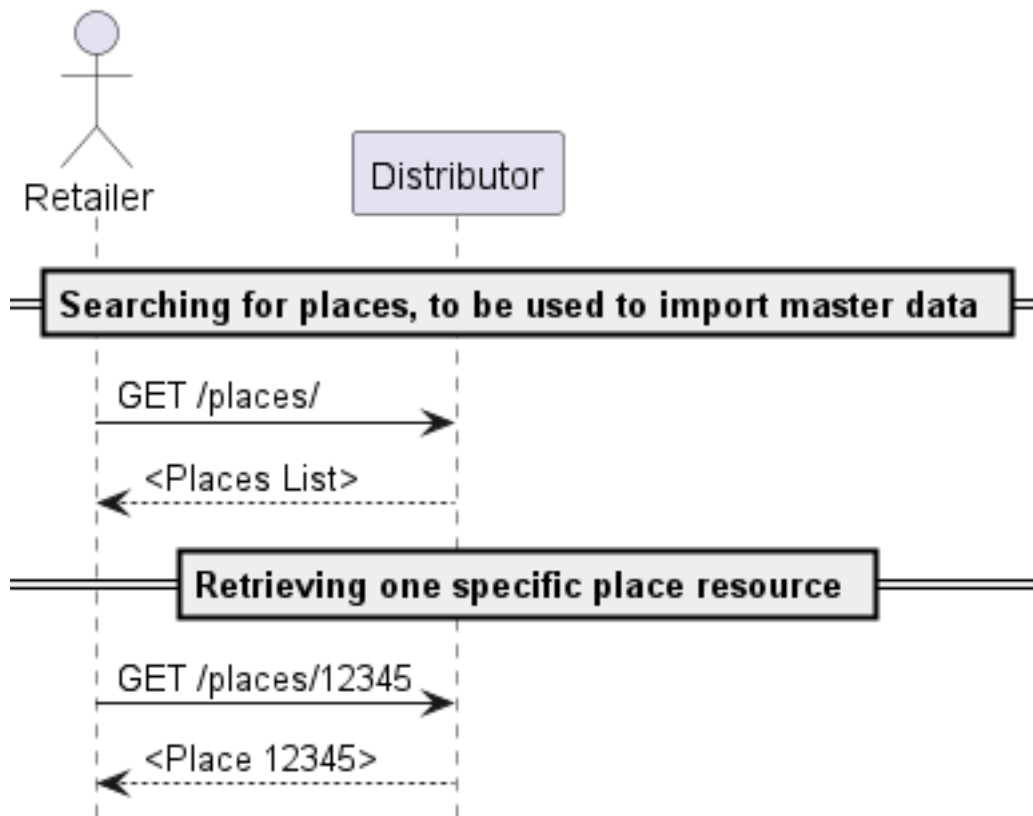 Retailer
Distributor
Searching for places, to be used to import master data
GET /places/
<Places List>
Retrieving one specific place resource
GET /places/12345
<Place 12345>